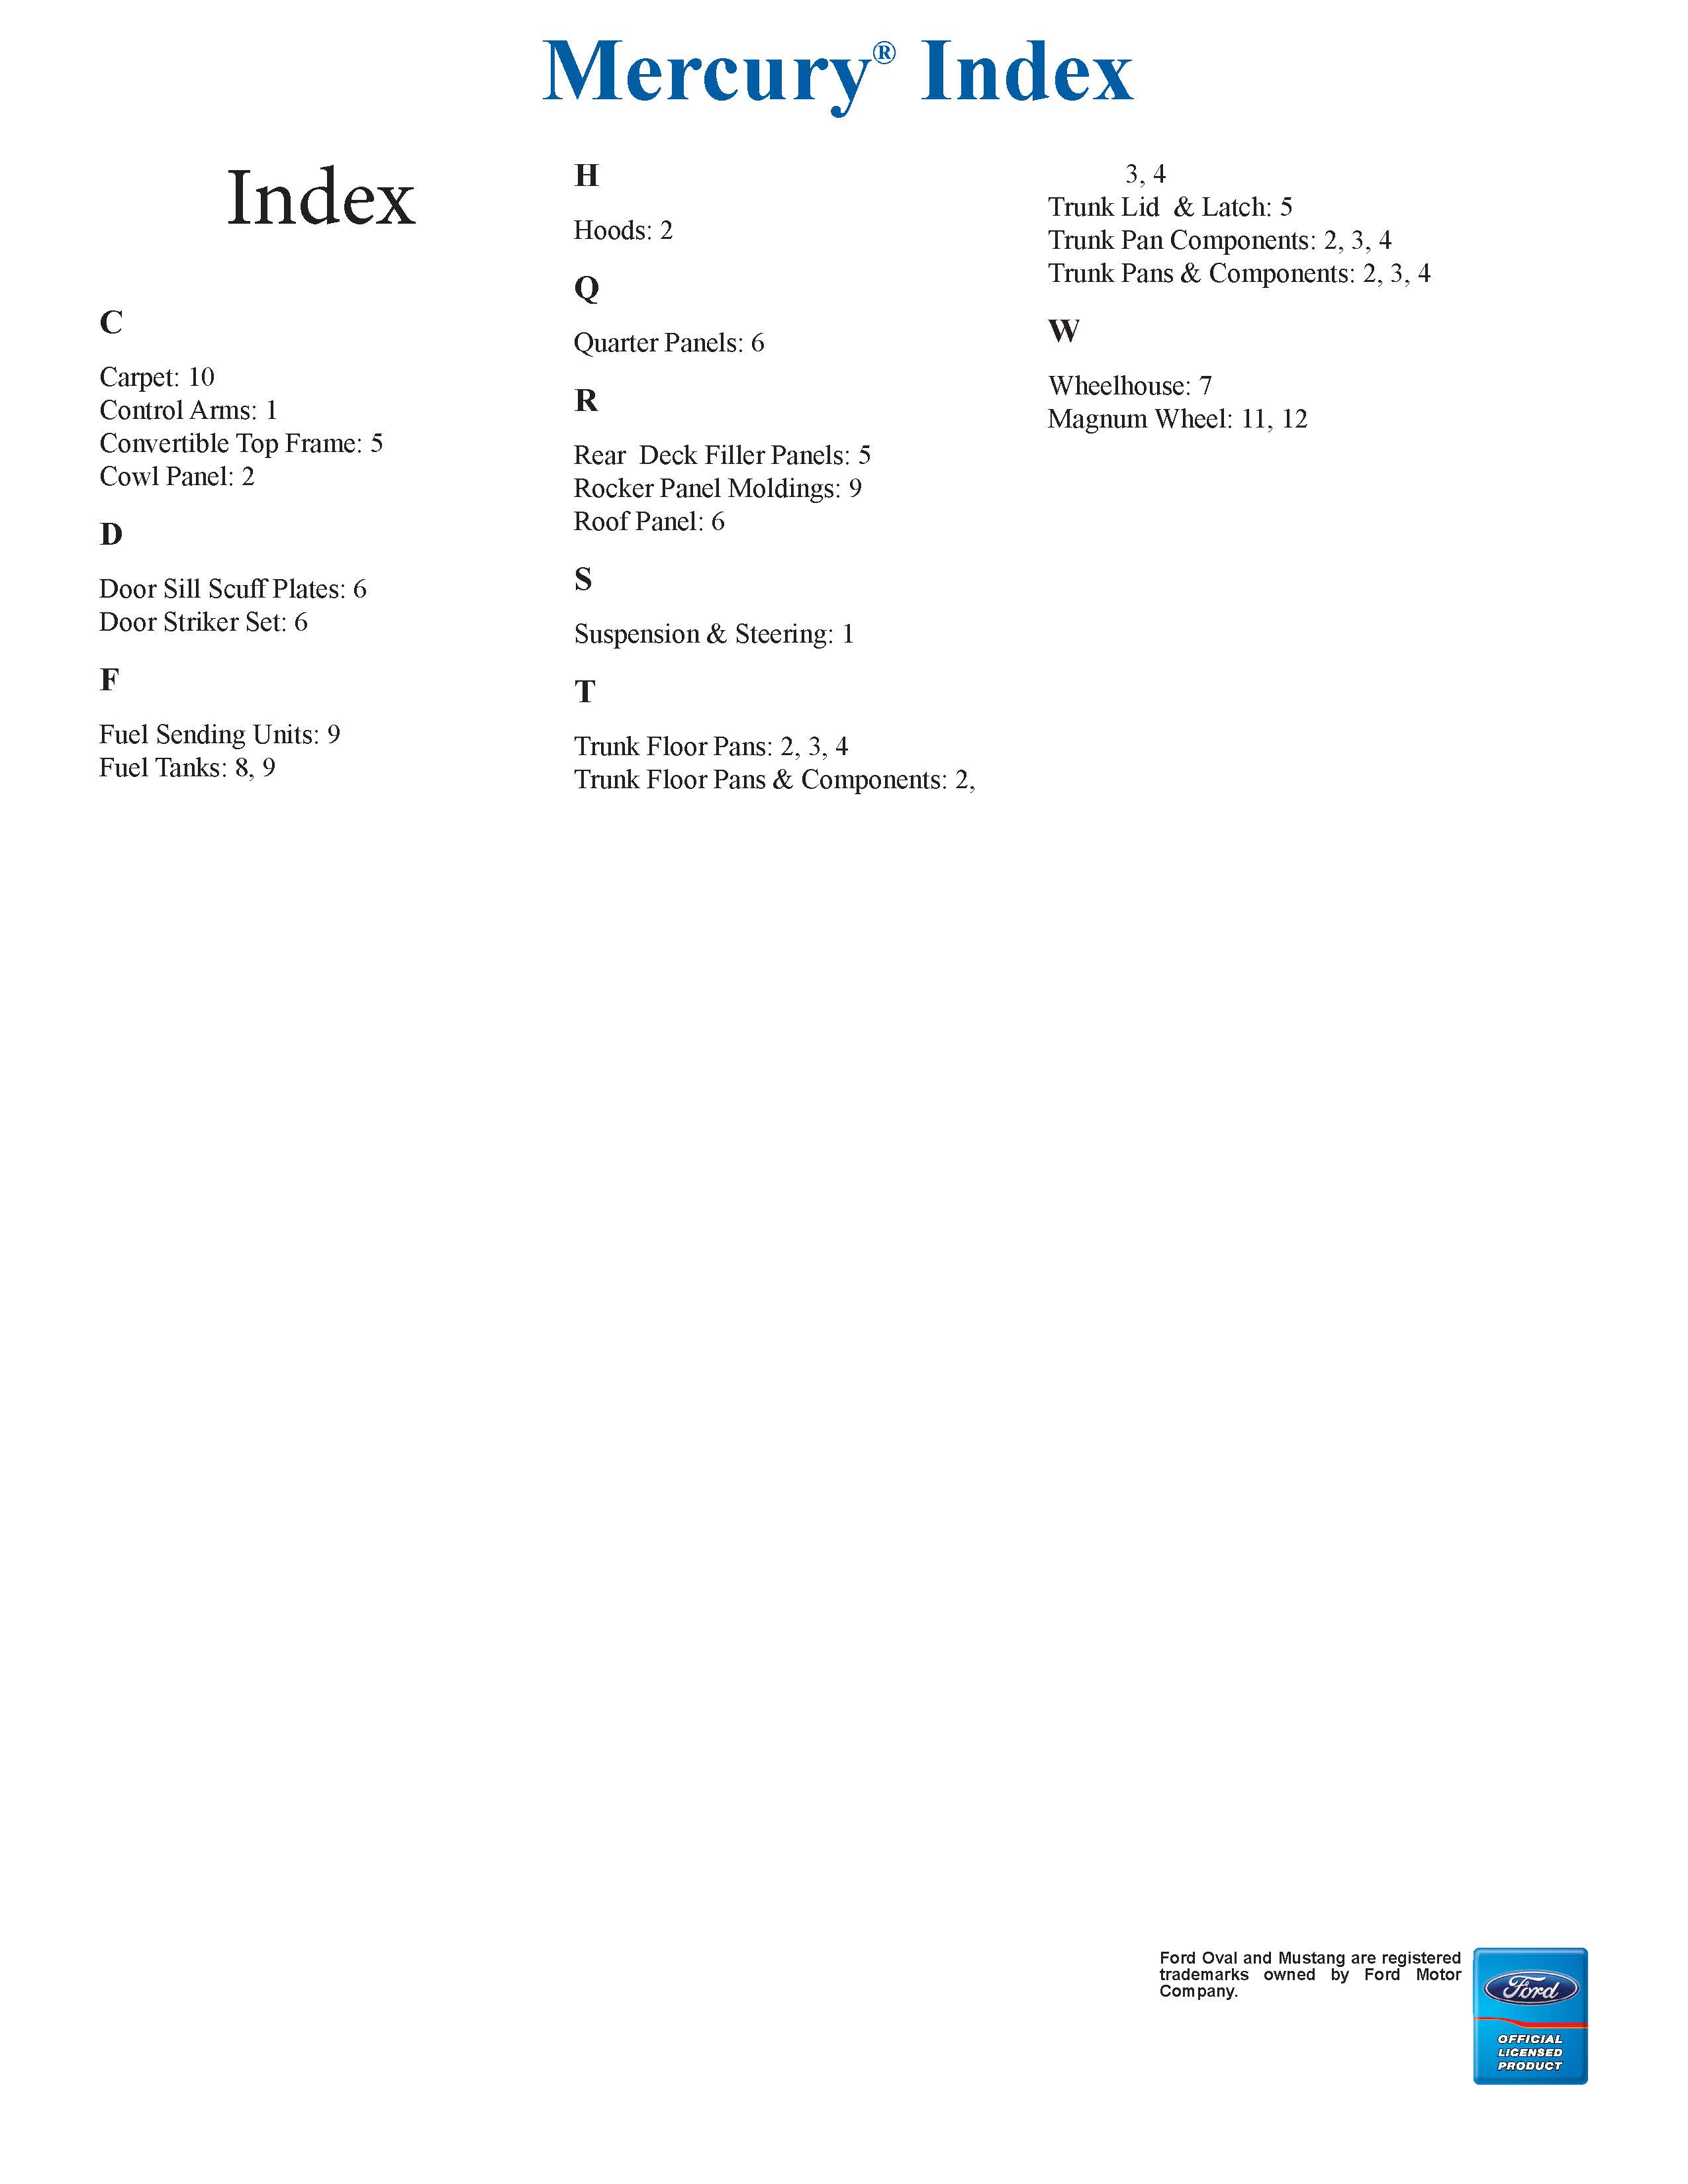 Mercury® Index
Index
C
Carpet: 10
Control Arms: 1
Convertible Top Frame: 5
Cowl Panel: 2
D
Door Sill Scuff Plates: 6
Door Striker Set: 6
F
Fuel Sending Units: 9
Fuel Tanks: 8, 9
H
Hoods: 2
Q
Quarter Panels: 6
R
Rear Deck Filler Panels: 5
Rocker Panel Moldings: 9
Roof Panel: 6
S
Suspension & Steering: 1
T
Trunk Floor Pans: 2, 3, 4
Trunk Floor Pans & Components: 2,
3, 4
Trunk Lid & Latch: 5
Trunk Pan Components: 2, 3, 4
Trunk Pans & Components: 2, 3, 4
W
Wheelhouse: 7
Magnum Wheel: 11, 12
Ford Oval and Mustang are registered
trademarks owned by Ford Motor
Company.
Ford
OFFICIAL
LICENSED
PRODUCT